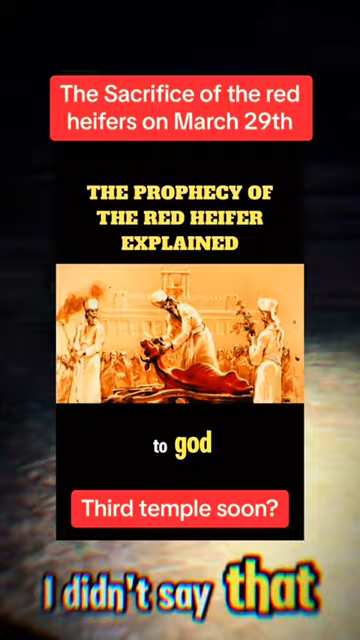 The Sacrifice of the red
heifers on March 29th
THE PROPHECY OF
THE RED HEIFER
EXPLAINED
to god
Third temple soon?
I didn't say that